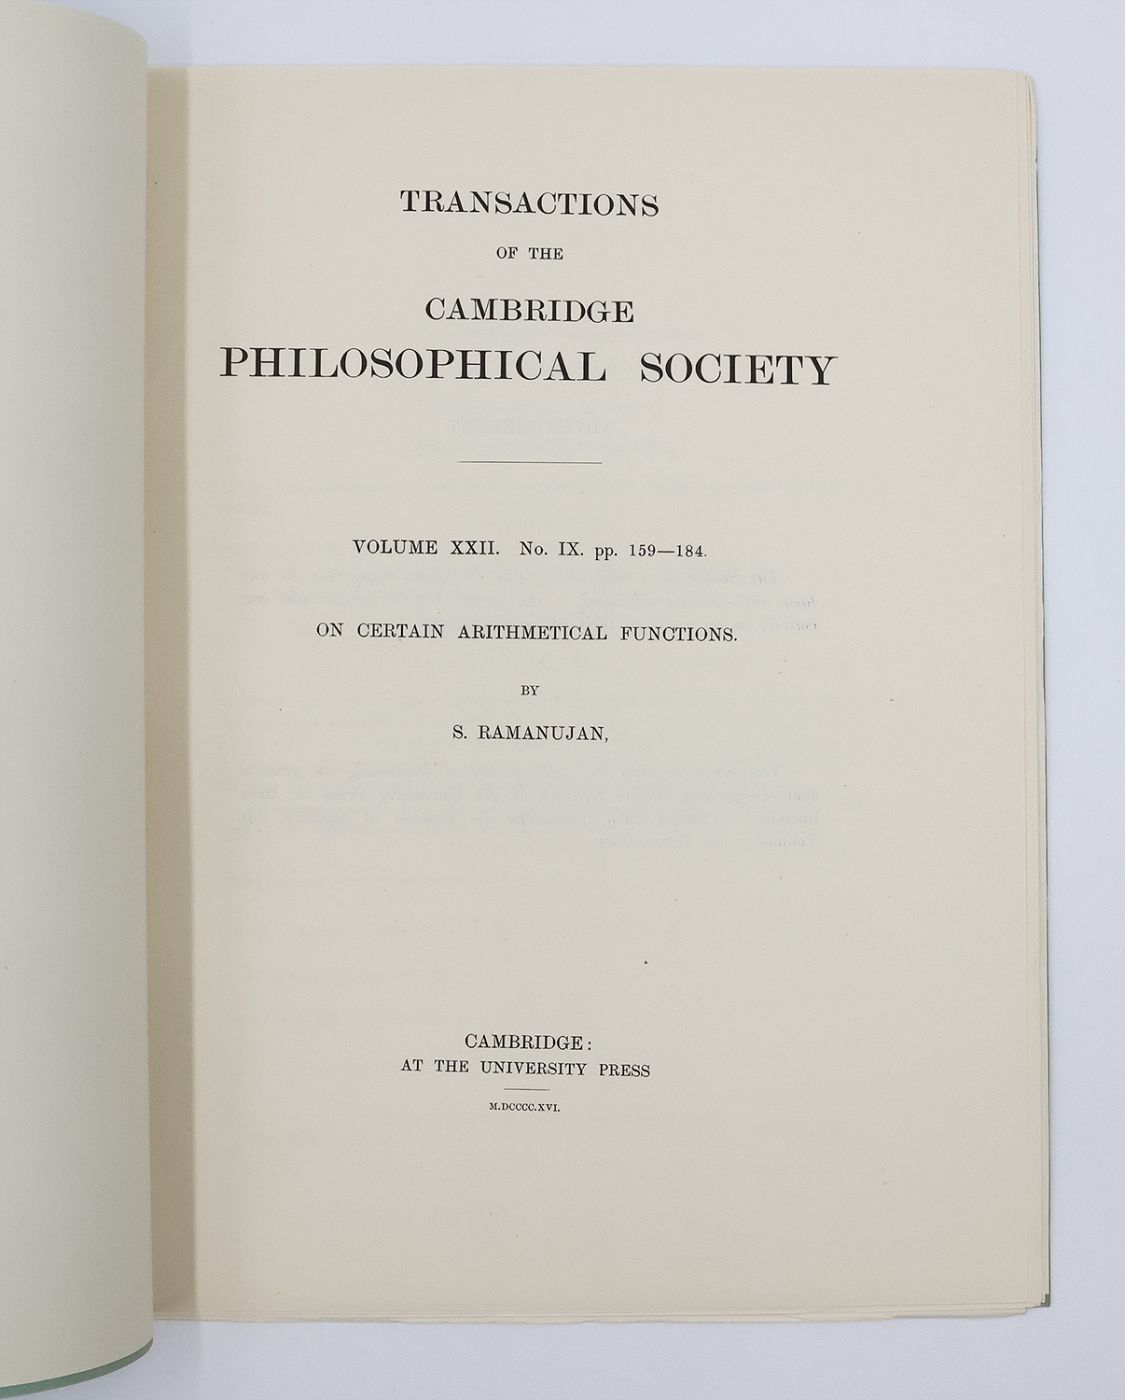 TRANSACTIONS
OF THE
CAMBRIDGE
PHILOSOPHICAL SOCIETY
VOLUME XXII. No. IX. pp. 159—184.
ON CERTAIN ARITHMETICAL FUNCTIONS.
BY
S. RAMANUJAN,
CAMBRIDGE:
AT THE UNIVERSITY PRESS
M.DCCCC.XVI.